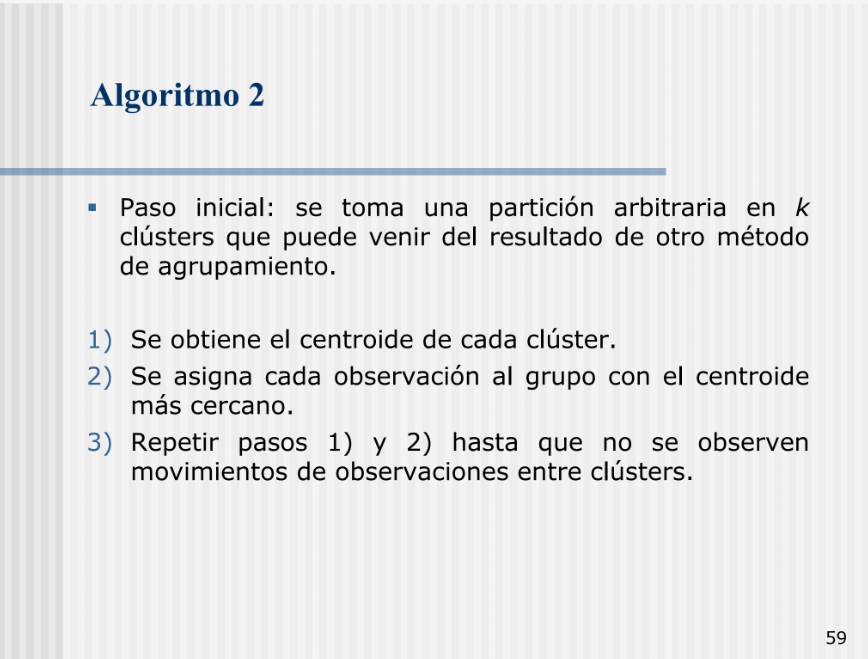 Algoritmo 2
▪ Paso inicial: se toma una partición arbitraria en k
clústers que puede venir del resultado de otro método
de agrupamiento.
1) Se obtiene el centroide de cada clúster.
2) Se asigna cada observación al grupo con el centroide
más cercano.
3) Repetir pasos 1) y 2) hasta que no se observen
movimientos de observaciones entre clústers.
59